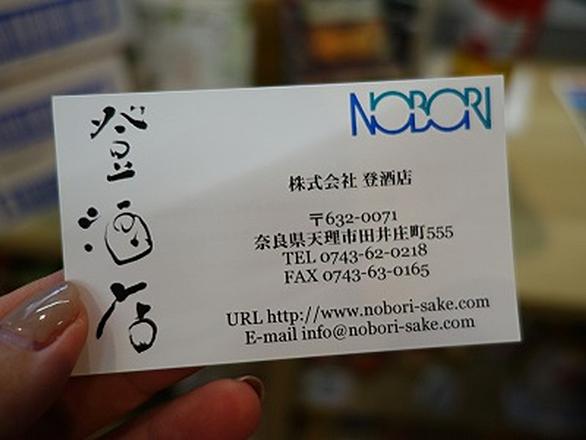 登酒店
NOBORI
株式会社 登酒店
〒632-0071
奈良県天理市田井庄町555
TEL 0743-62-0218
FAX 0743-63-0165
URL http://www.nobori-sake.com
E-mail info@nobori-sake.com